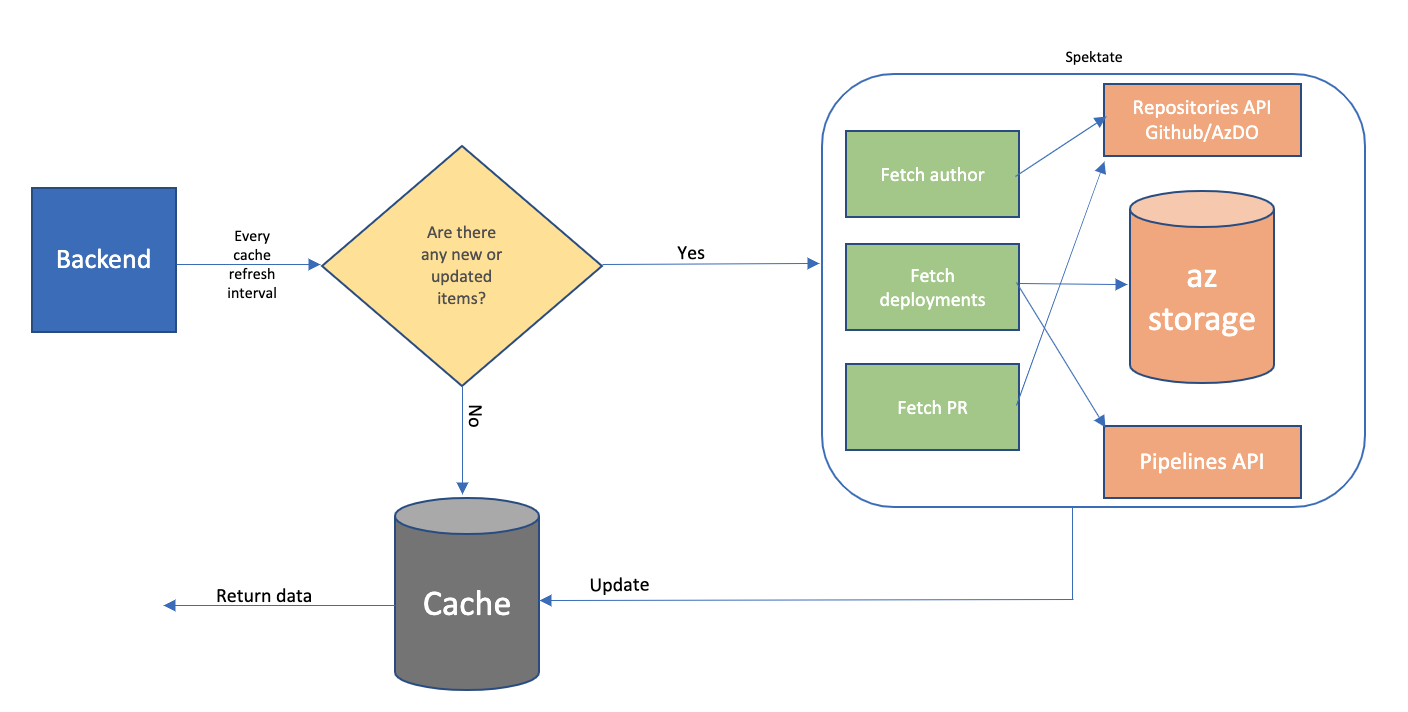 Spektate
Repositories API
Github/AzDO
Fetch author
Are there
any new or
updated
items?
Every
cache
refresh
interval
Backend
Yes
Fetch
deployments
az
storage
Fetch PR
No
Pipelines API
Update
Return data
Cache